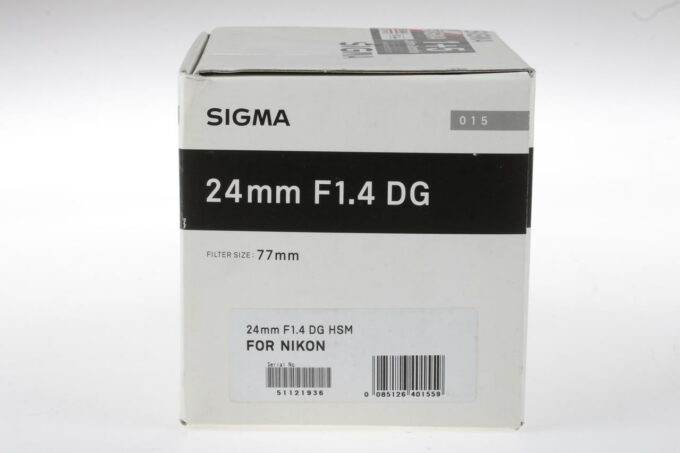 SIGMA
015
24mm F1.4 DG
FILTER SIZE: 77mm
24mm F1.4 DG HSM
FOR NIKON
Serial No.
51121936
0 085126 401559